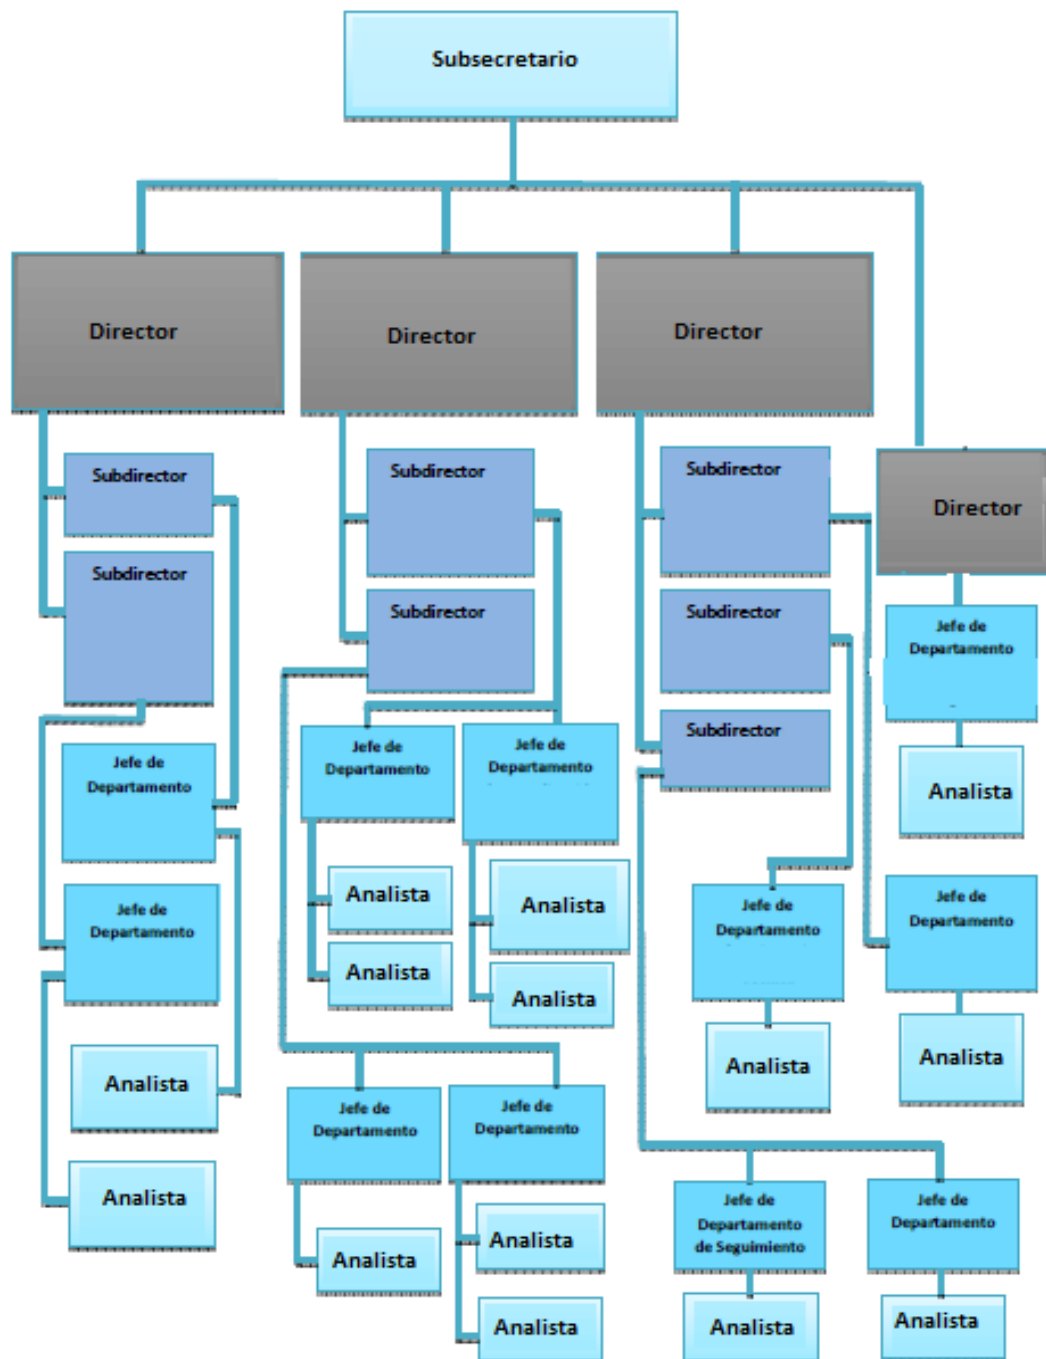 Subsecretario
Director
Director
Director
Subdirector
Subdirector
Subdirector
Director
Subdirector
Subdirector
Subdirector
Jefe de
Departamento
Subdirector
Jefe de
Departamento
Jefe de
Departamento
Jefe de
Departamento
Analista
Analista
Analista
Jefe de
Departamento
Jefe de
Departamento
Jefe de
Departamento
Analista
Analista
Analista
Analista
Analista
Jefe de
Departamento
Jefe de
Departamento
Analista
Jefe de
Departamento
de Seguimiento
Jefe de
Departamento
Analista
Analista
Analista
Analista
Analista
Analista